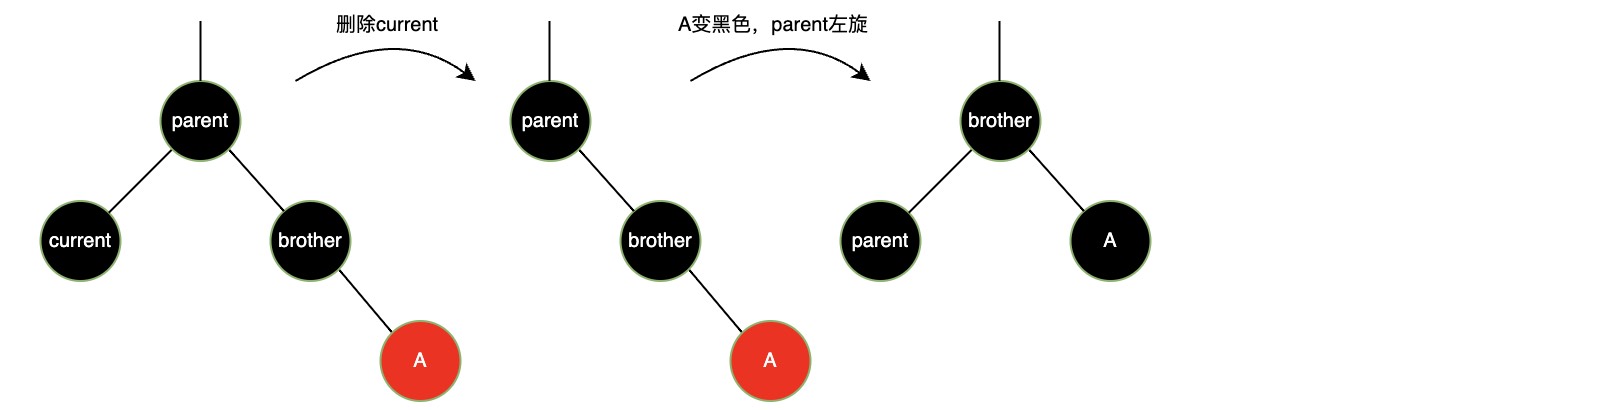 删除current
A变黑色，parent左旋
parent
parent
brother
current
brother
brother
parent
A
A
A